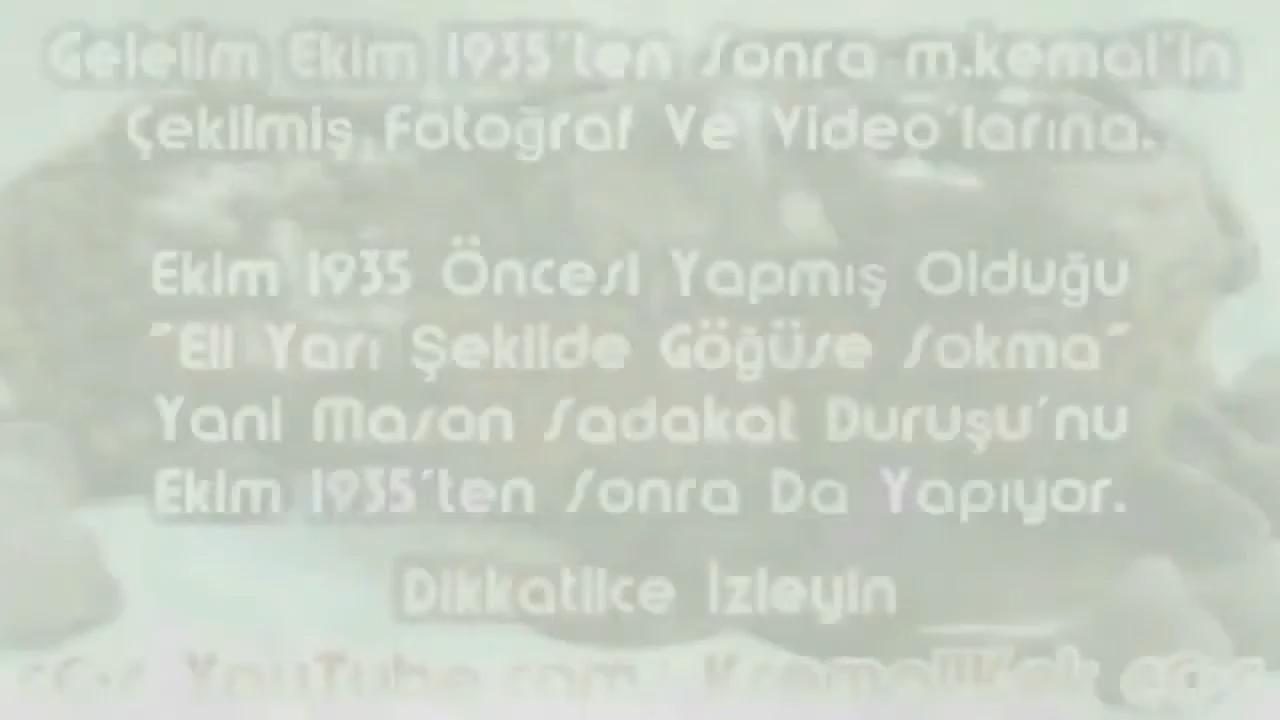 Gelelim Ekim 1935'ten Sonra m.kemal'in
Çekilmiş Fotoğraf Ve Video'larına.
Ekim 1935 Öncesi Yapmış Olduğu
"Eli Yarı Şekilde Göğüse Sokma"
Yani Mason Sadakat Duruşu'nu
Ekim 1935'ten Sonra Da Yapıyor.
Dikkatlice İzleyin
YouTube.com